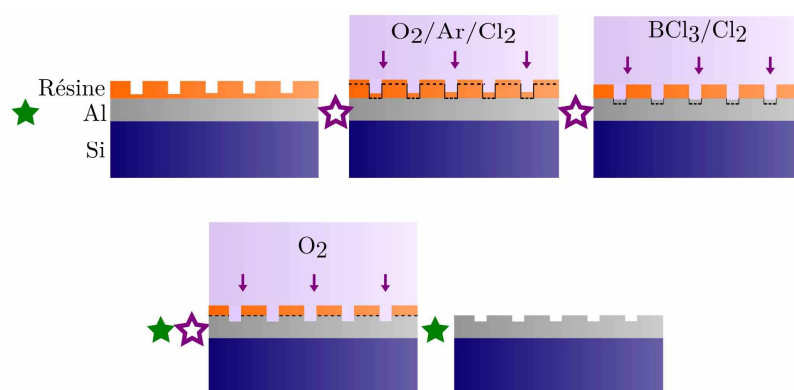 O₂/Ar/Cl₂
BCl₃/Cl₂
Résine
Al
Si
O₂